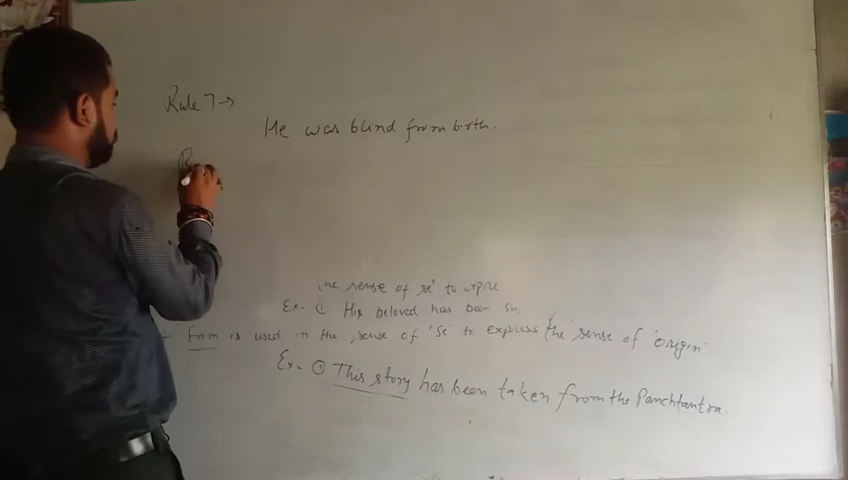 Rule 7→
He was blind from birth.
R
the sense of 'se' to
Ex- ① His beloved has been
from is used in the sense of 'Se' to express the sense of 'origin'.
Ex- ① This story has been taken from the Panchtantra.